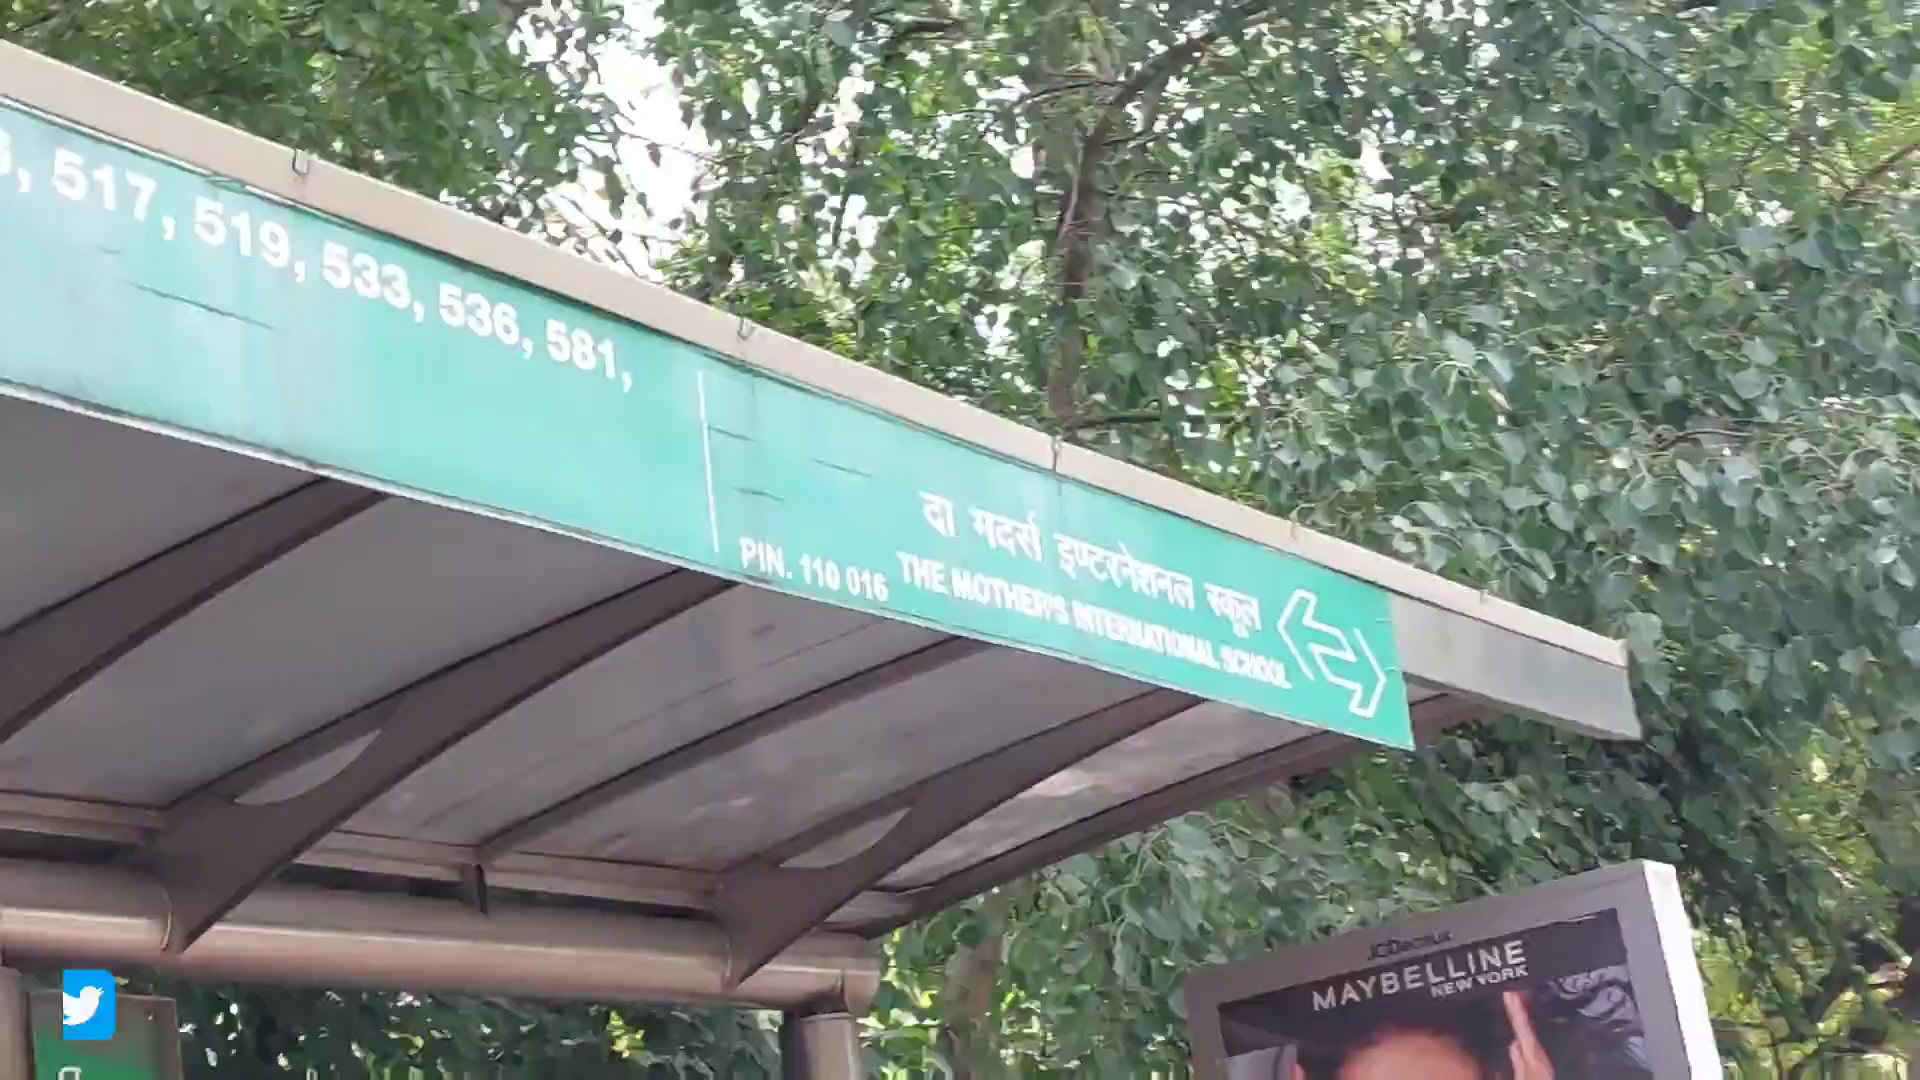 517, 519, 533, 536, 581,
दा मदर्स इण्टरनेशनल स्कूल
PIN. 110 016 THE MOTHER'S INTERNATIONAL SCHOOL
JCDecaux
MAYBELLINE
NEW YORK